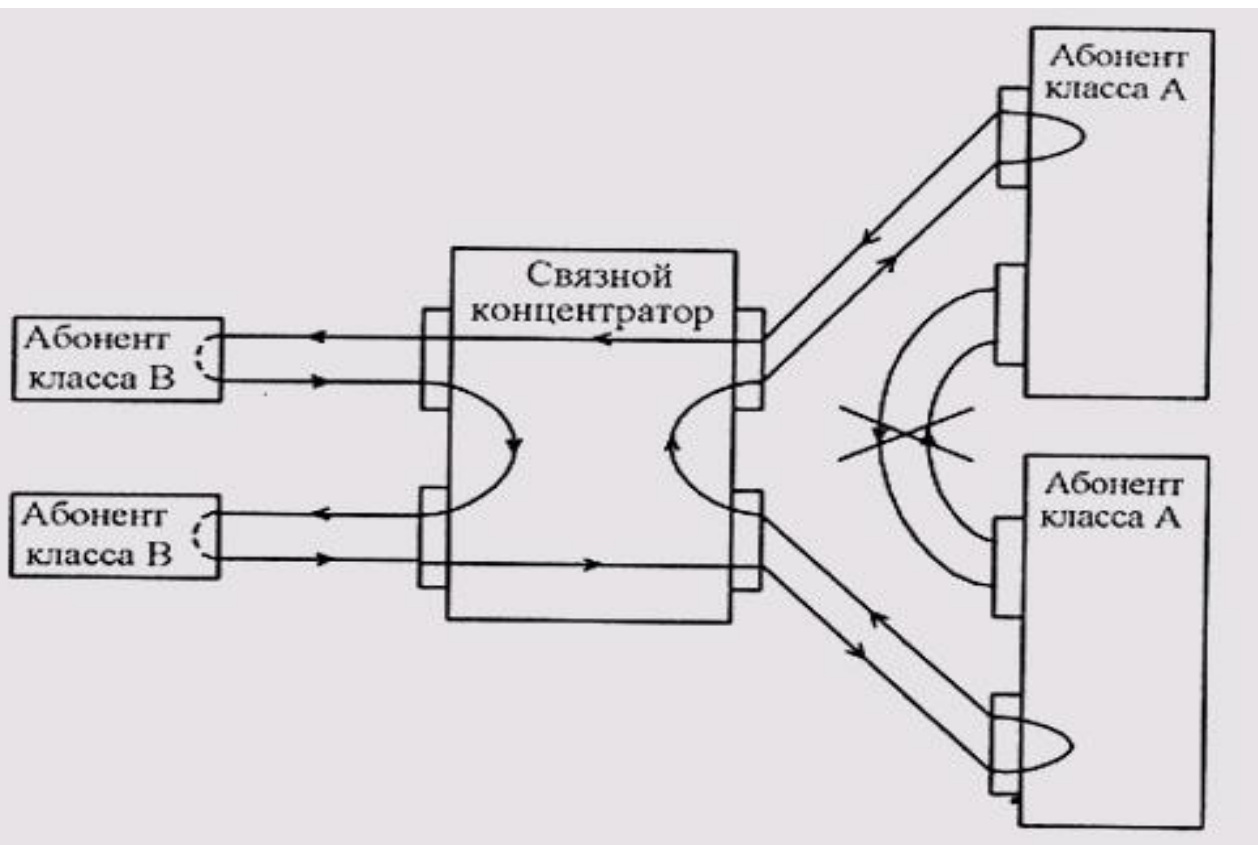 Абонент
класса А
Связной
концентратор
Абонент
класса В
Абонент
класса В
Абонент
класса А